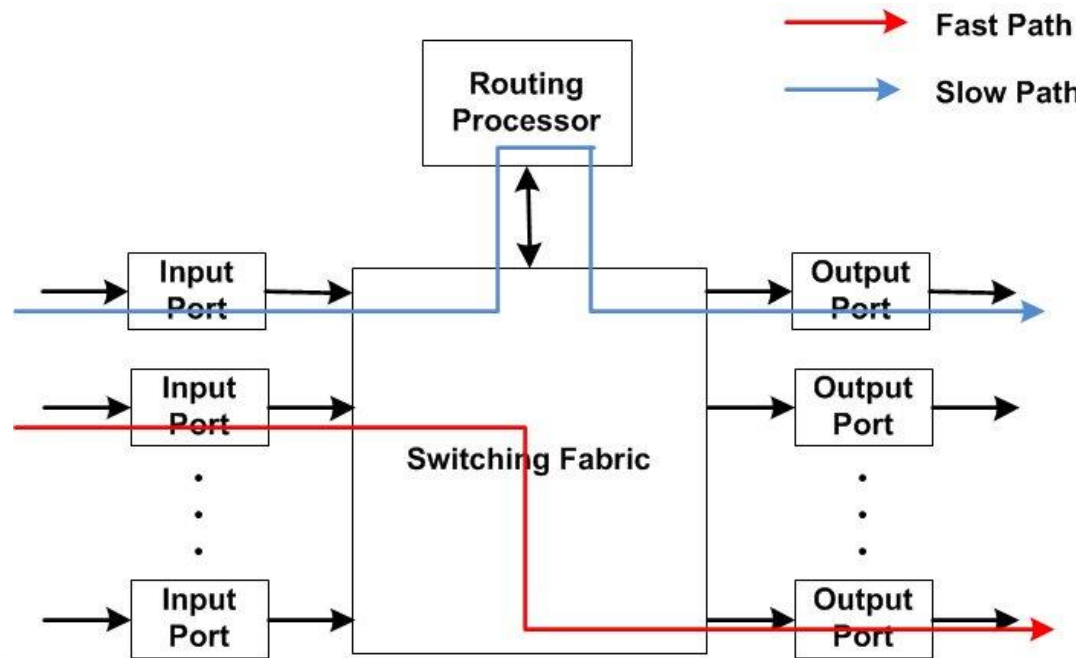 Fast Path
Slow Path
Routing
Processor
Input
Port
Output
Port
Input
Port
Output
Port
Switching Fabric
Input
Port
Output
Port